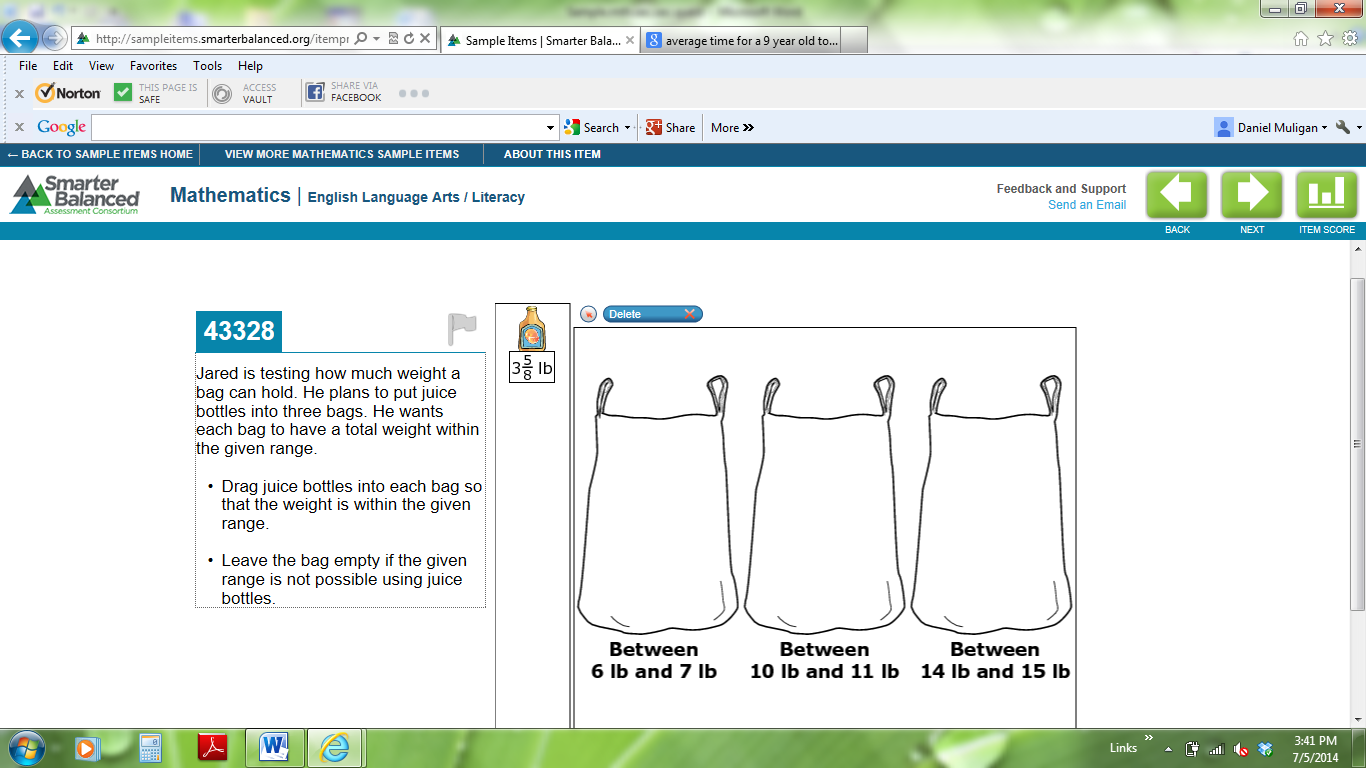 http://sampleitems.smarterbalanced.org/itempr
Sample Items | Smarter Bala...
average time for a 9 year old to...
File Edit View Favorites Tools Help
x Norton THIS PAGE IS SAFE ACCESS VAULT SHARE VIA FACEBOOK
x Google Search Share More » Daniel Muligan
← BACK TO SAMPLE ITEMS HOME VIEW MORE MATHEMATICS SAMPLE ITEMS ABOUT THIS ITEM
Smarter Balanced Assessment Consortium
Mathematics | English Language Arts / Literacy
Feedback and Support
Send an Email
BACK NEXT ITEM SCORE
43328
Jared is testing how much weight a
bag can hold. He plans to put juice
bottles into three bags. He wants
each bag to have a total weight within
the given range.
• Drag juice bottles into each bag so
that the weight is within the given
range.
• Leave the bag empty if the given
range is not possible using juice
bottles.
3 5/8 lb
Delete
Between
6 lb and 7 lb
Between
10 lb and 11 lb
Between
14 lb and 15 lb
Links »
3:41 PM
7/5/2014